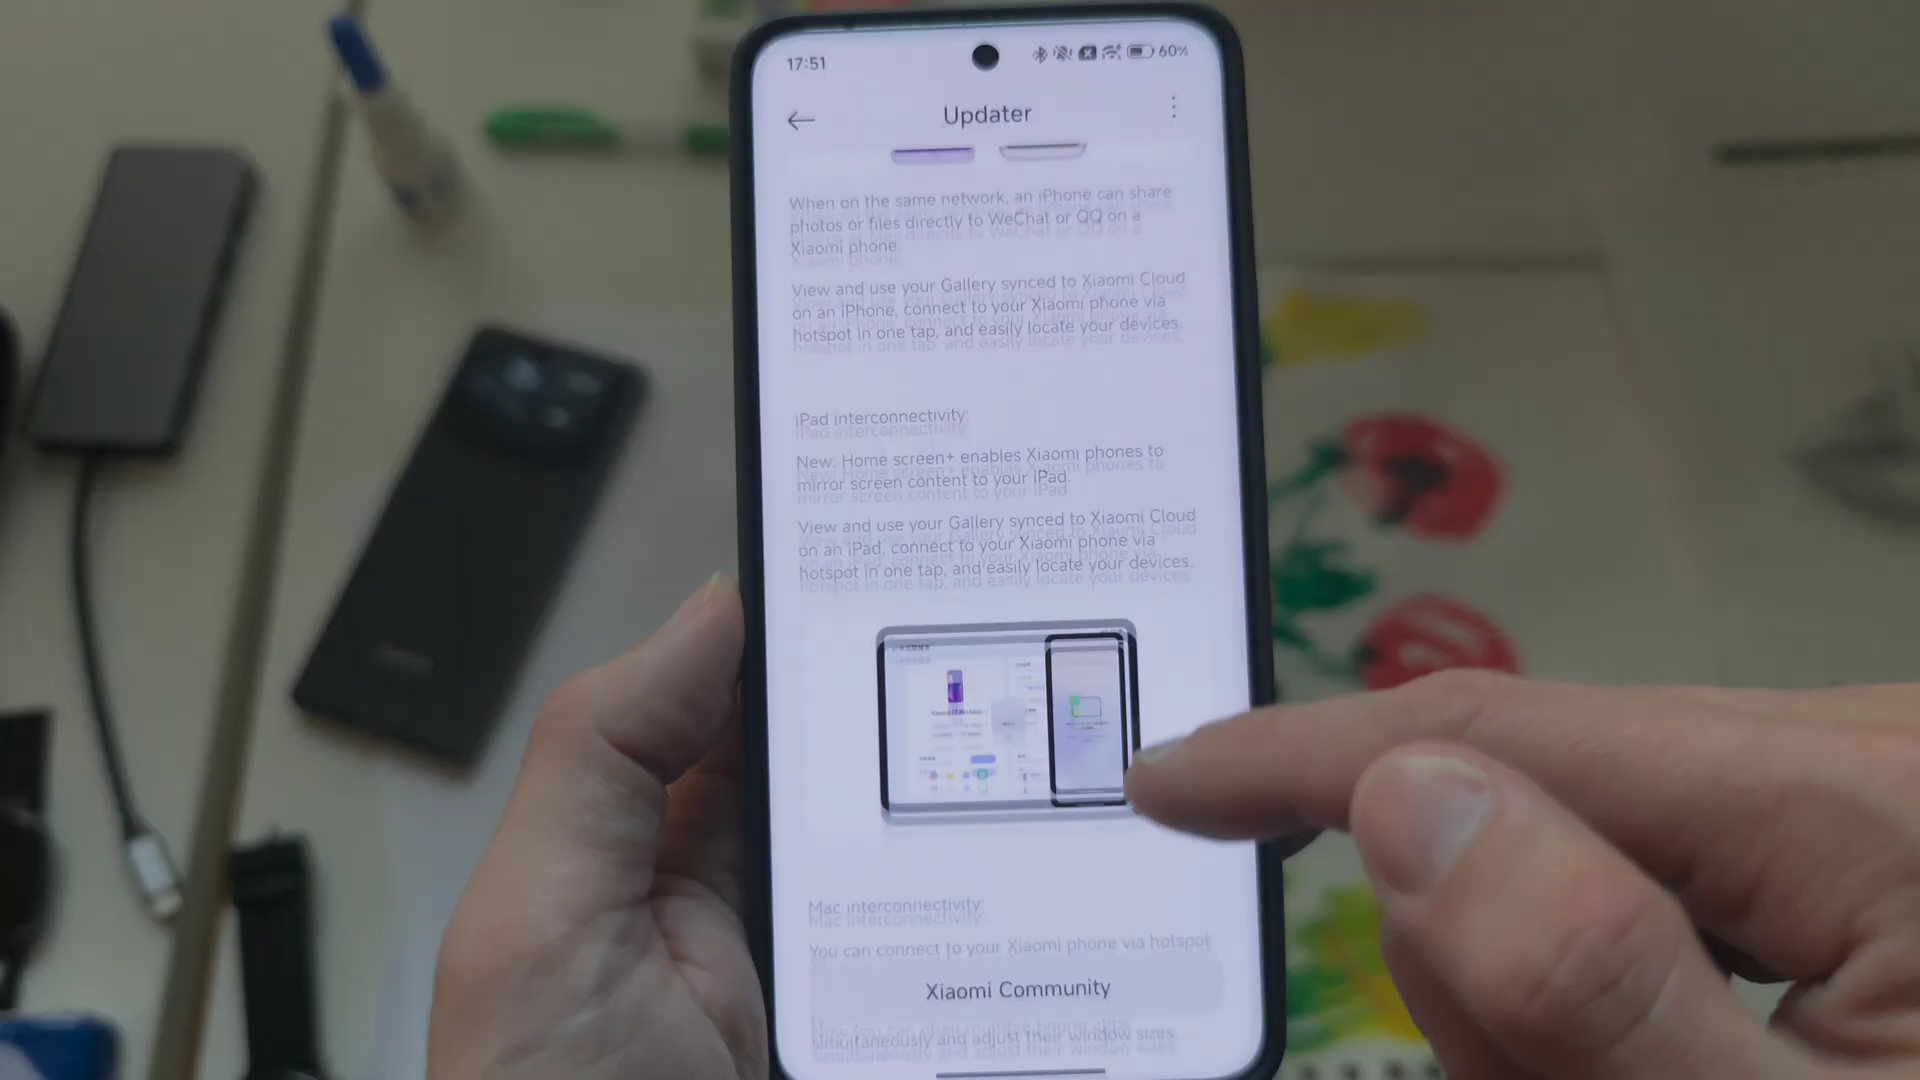 17:51
60%
Updater
When on the same network, an iPhone can share
photos or files directly to WeChat or QQ on a
Xiaomi phone.
View and use your Gallery synced to Xiaomi Cloud
on an iPhone, connect to your Xiaomi phone via
hotspot in one tap, and easily locate your devices.
iPad interconnectivity:
New: Home screen+ enables Xiaomi phones to
mirror screen content to your iPad.
View and use your Gallery synced to Xiaomi Cloud
on an iPad, connect to your Xiaomi phone via
hotspot in one tap, and easily locate your devices.
Mac interconnectivity:
You can connect to your Xiaomi phone via hotspot
Xiaomi Community
simultaneously and adjust their window sizes